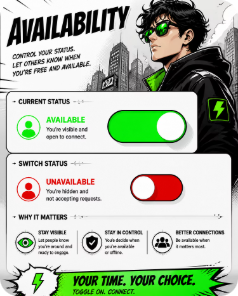 AVAILABILITY
CONTROL YOUR STATUS.
LET OTHERS KNOW WHEN
YOU'RE FREE AND AVAILABLE.
CURRENT STATUS
AVAILABLE
You're visible and
open to connect.
SWITCH STATUS
UNAVAILABLE
You're hidden and
not accepting requests.
WHY IT MATTERS
STAY VISIBLE
Let people know
you're around and
ready to engage.
STAY IN CONTROL
You decide when
you're available
or offline.
BETTER CONNECTIONS
Be available when
it matters most.
YOUR TIME. YOUR CHOICE.
TOGGLE ON. CONNECT.